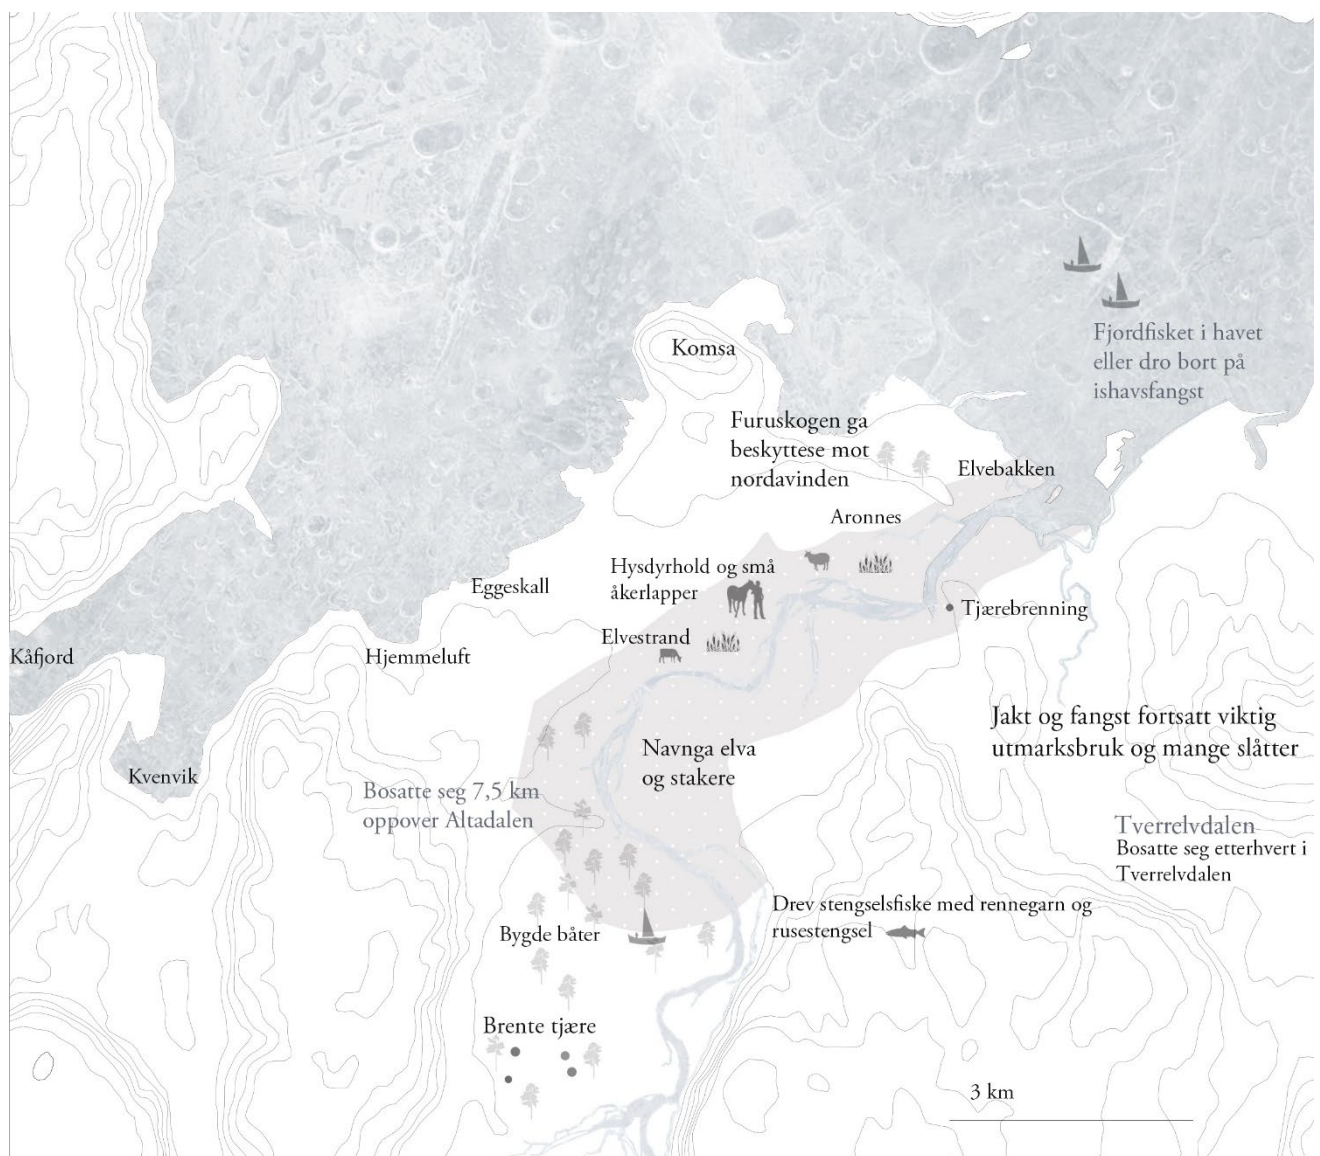 Fjordfisket i havet
eller dro bort på
ishavsfangst
Komsa
Furuskogen ga
beskyttese mot
nordavinden
Elvebakken
Aronnes
Hysdyrhold og små
åkerlapper
Eggeskall
Tjærebrenning
Elvestrand
Kåfjord
Hjemmeluft
Jakt og fangst fortsatt viktig
utmarksbruk og mange slåtter
Navnga elva
og stakere
Kvenvik
Bosatte seg 7,5 km
oppover Altadalen
Tverrelvdalen
Bosatte seg etterhvert i
Tverrelvdalen
Drev stengselsfiske med rennegarn og
rusestengsel
Bygde båter
Brente tjære
3 km